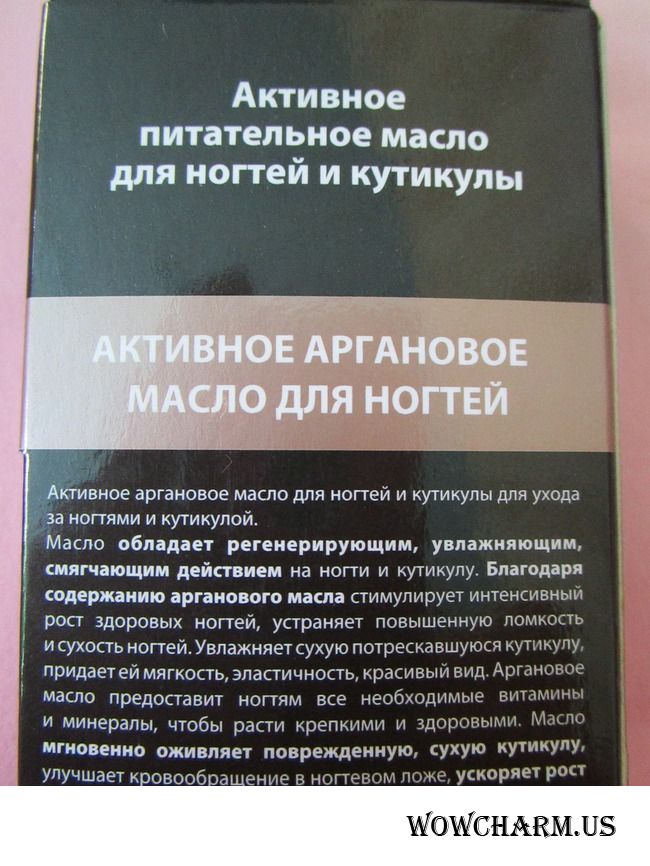 Активное
питательное масло
для ногтей и кутикулы
АКТИВНОЕ АРГАНОВОЕ
МАСЛО ДЛЯ НОГТЕЙ
Активное аргановое масло для ногтей и кутикулы для ухода
за ногтями и кутикулой.
Масло обладает регенерирующим, увлажняющим,
смягчающим действием на ногти и кутикулу. Благодаря
содержанию арганового масла стимулирует интенсивный
рост здоровых ногтей, устраняет повышенную ломкость
и сухость ногтей. Увлажняет сухую потрескавшуюся кутикулу,
придает ей мягкость, эластичность, красивый вид. Аргановое
масло предоставит ногтям все необходимые витамины
и минералы, чтобы расти крепкими и здоровыми. Масло
мгновенно оживляет поврежденную, сухую кутикулу,
улучшает кровообращение в ногтевом ложе, ускоряет рост
WOWCHARM.US